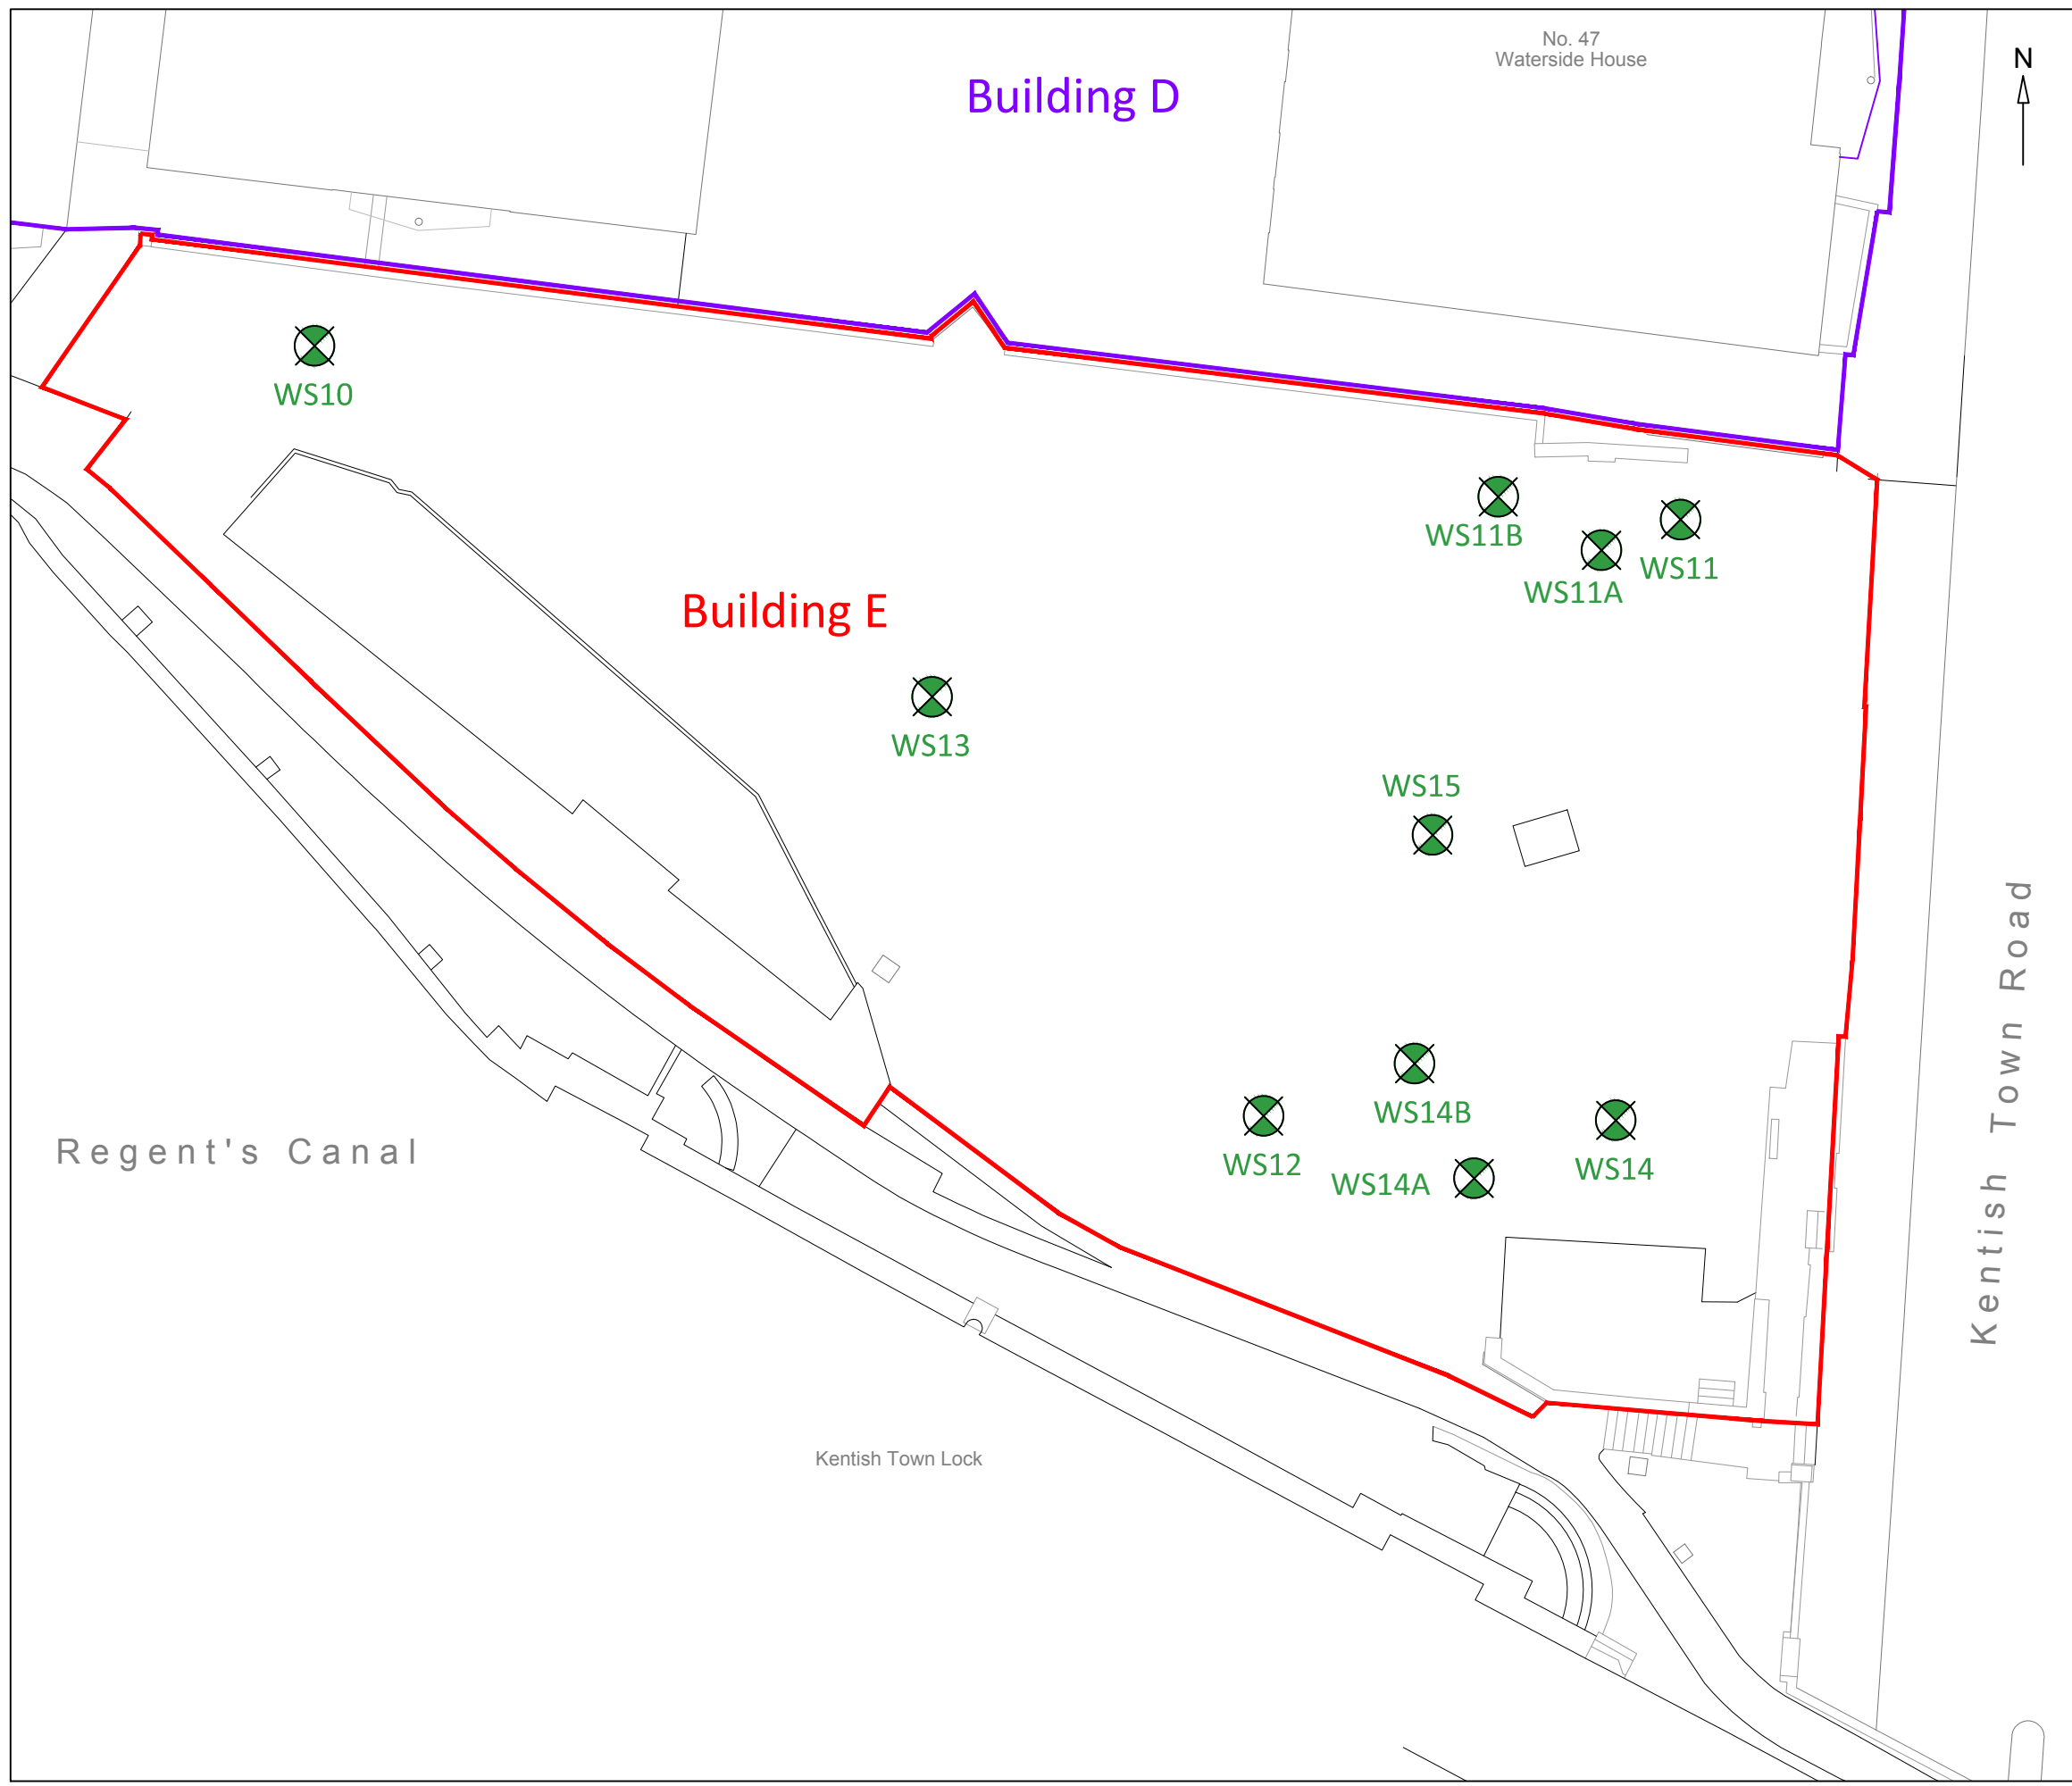 No. 47
Waterside House
N
Building D
WS10
WS11B
WS11A
WS11
Building E
WS13
WS15
WS14B
WS12
WS14A
WS14
Regent's Canal
Kentish Town Road
Kentish Town Lock